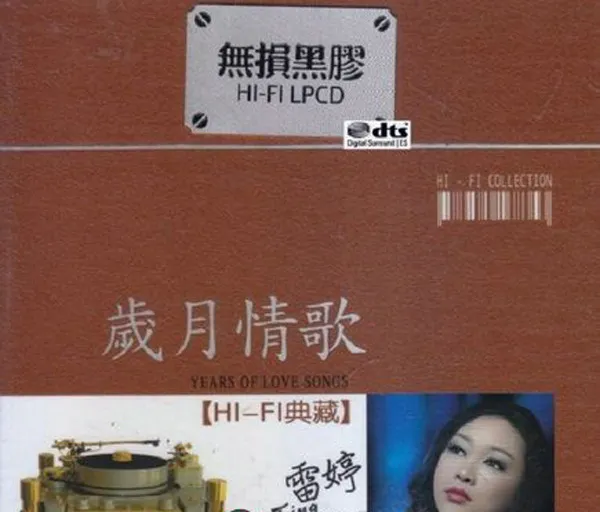 無損黑膠
HI-FI LPCD
dts
Digital Surround | ES
HI - FI COLLECTION
歲月情歌
YEARS OF LOVE SONGS
【HI-FI典藏】
雷婷